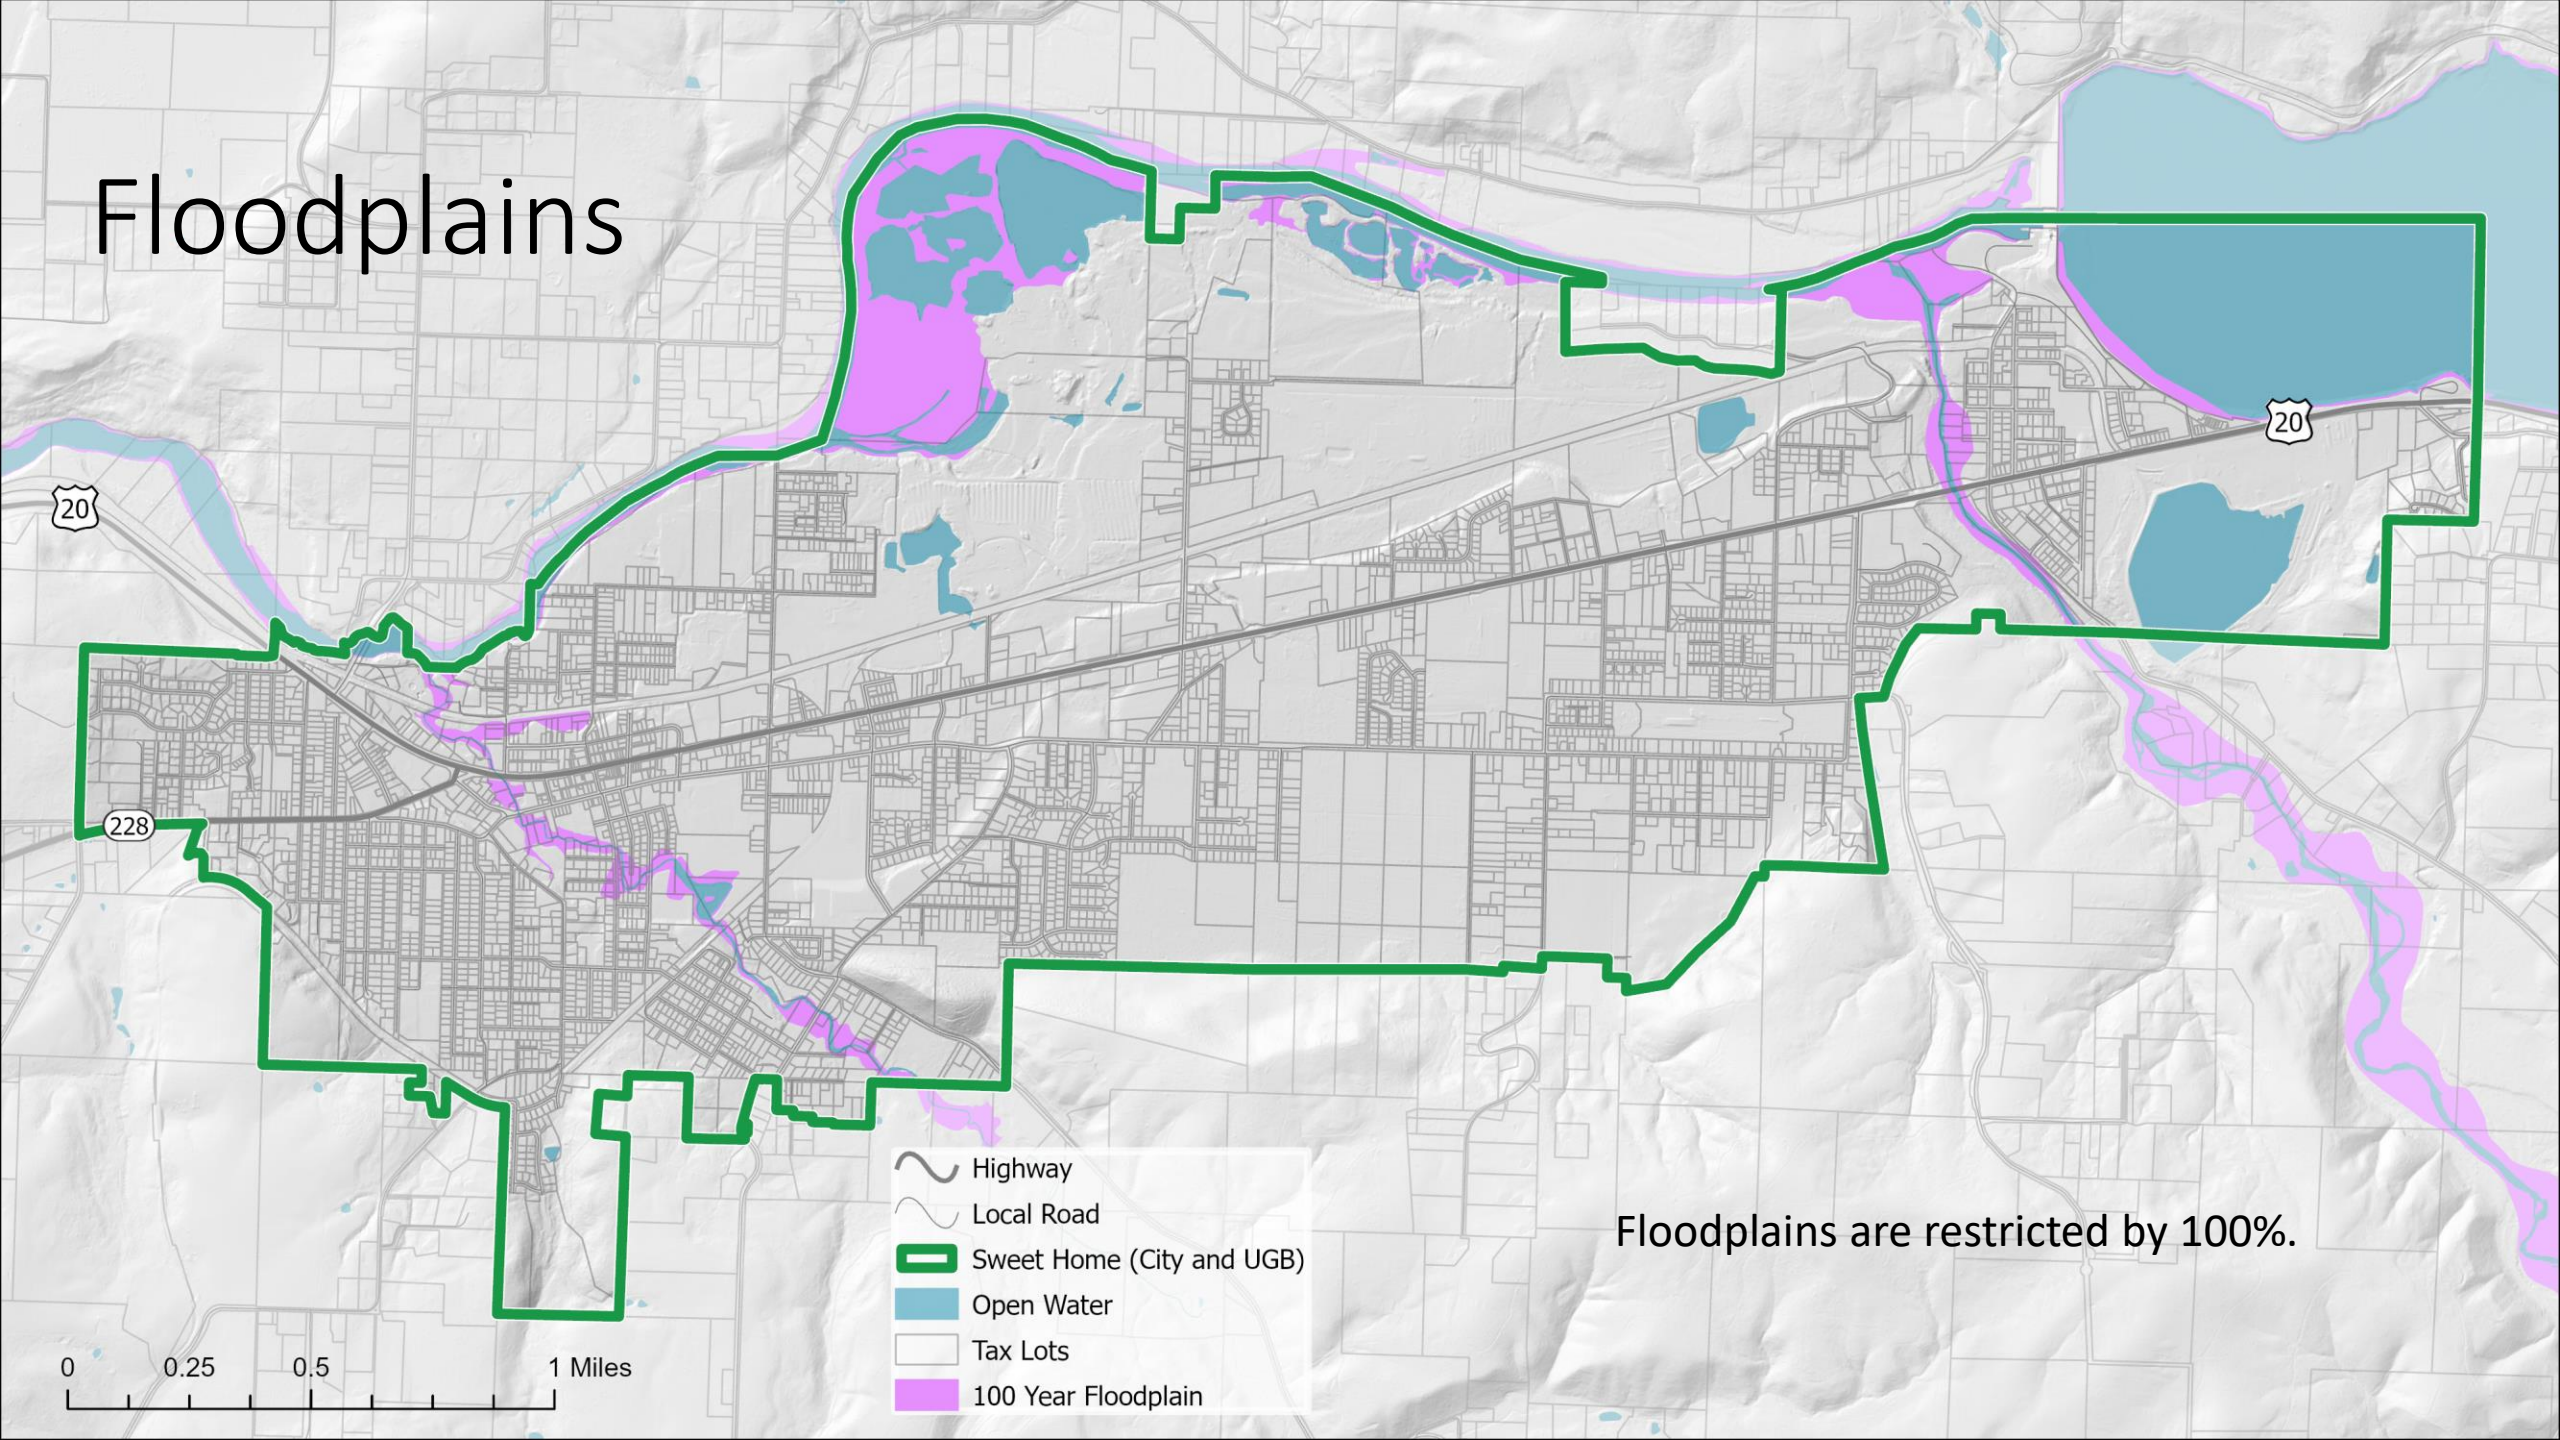 Floodplains
20
20
228
Highway
Local Road
Sweet Home (City and UGB)
Open Water
Tax Lots
100 Year Floodplain
Floodplains are restricted by 100%.
0 0.25 0.5 1 Miles